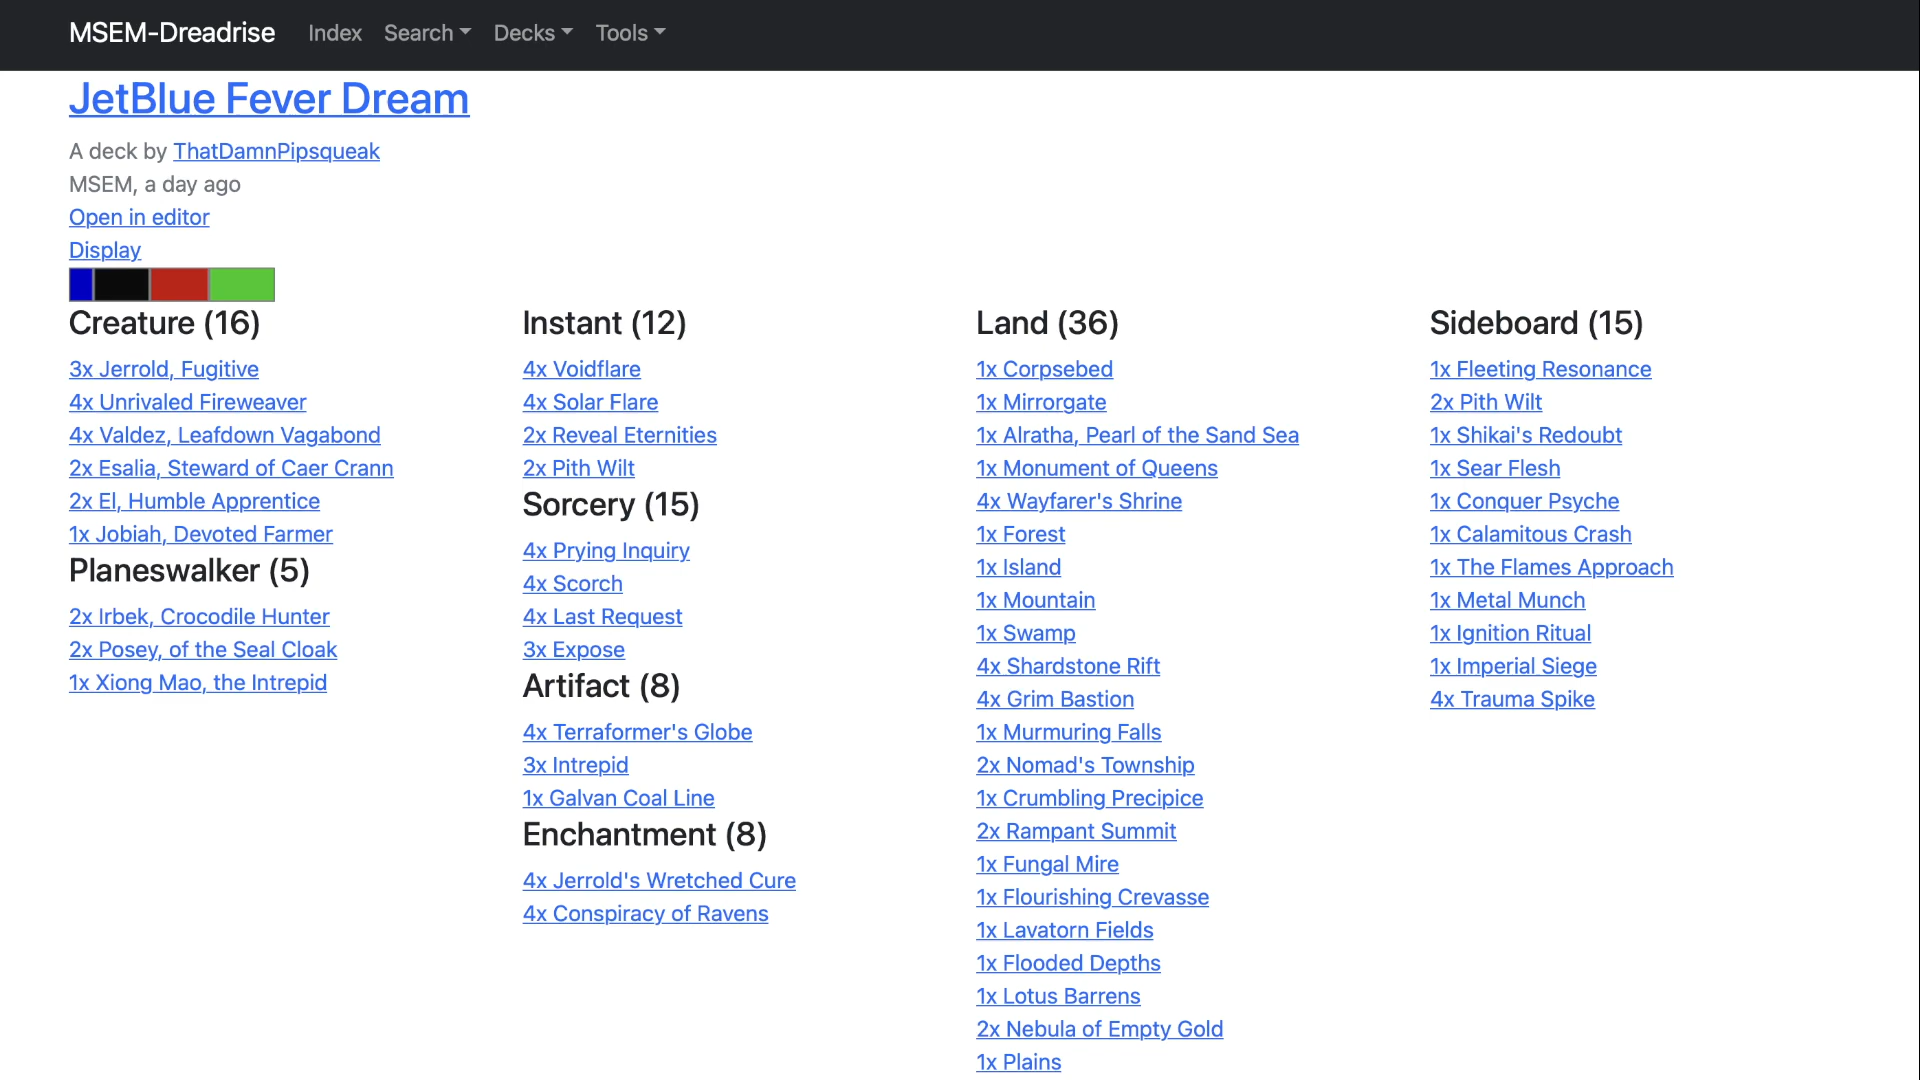 MSEM-Dreadrise Index Search Decks Tools
JetBlue Fever Dream
A deck by ThatDamnPipsqueak
MSEM, a day ago
Open in editor
Display
Creature (16)
3x Jerrold, Fugitive
4x Unrivaled Fireweaver
4x Valdez, Leafdown Vagabond
2x Esalia, Steward of Caer Crann
2x El, Humble Apprentice
1x Jobiah, Devoted Farmer
Planeswalker (5)
2x Irbek, Crocodile Hunter
2x Posey, of the Seal Cloak
1x Xiong Mao, the Intrepid
Instant (12)
4x Voidflare
4x Solar Flare
2x Reveal Eternities
2x Pith Wilt
Sorcery (15)
4x Prying Inquiry
4x Scorch
4x Last Request
3x Expose
Artifact (8)
4x Terraformer's Globe
3x Intrepid
1x Galvan Coal Line
Enchantment (8)
4x Jerrold's Wretched Cure
4x Conspiracy of Ravens
Land (36)
1x Corpsebed
1x Mirrorgate
1x Alratha, Pearl of the Sand Sea
1x Monument of Queens
4x Wayfarer's Shrine
1x Forest
1x Island
1x Mountain
1x Swamp
4x Shardstone Rift
4x Grim Bastion
1x Murmuring Falls
2x Nomad's Township
1x Crumbling Precipice
2x Rampant Summit
1x Fungal Mire
1x Flourishing Crevasse
1x Lavatorn Fields
1x Flooded Depths
1x Lotus Barrens
2x Nebula of Empty Gold
1x Plains
Sideboard (15)
1x Fleeting Resonance
2x Pith Wilt
1x Shikai's Redoubt
1x Sear Flesh
1x Conquer Psyche
1x Calamitous Crash
1x The Flames Approach
1x Metal Munch
1x Ignition Ritual
1x Imperial Siege
4x Trauma Spike